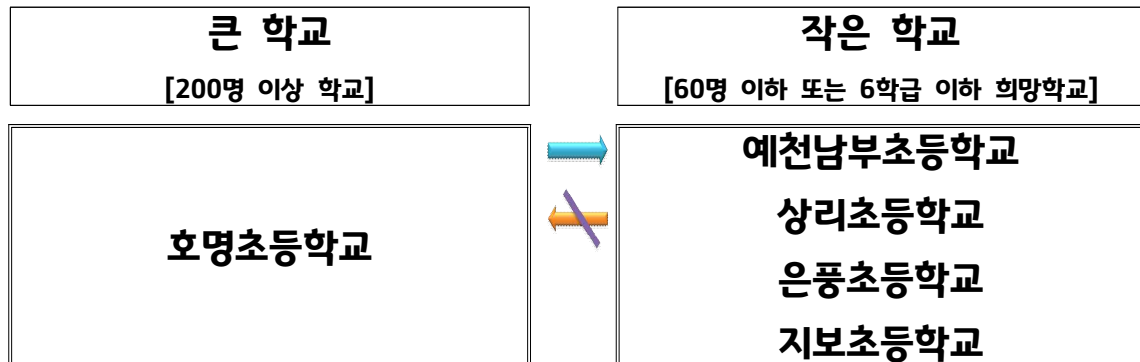 큰 학교
[200명 이상 학교]
작은 학교
[60명 이하 또는 6학급 이하 희망학교]
호명초등학교
예천남부초등학교
상리초등학교
은풍초등학교
지보초등학교